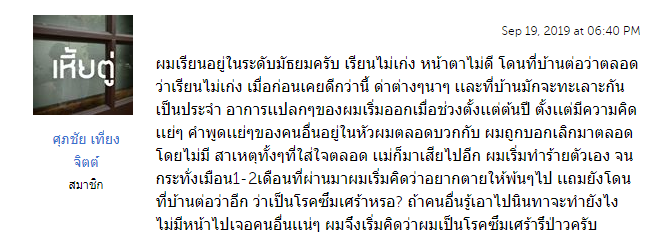 Sep 19, 2019 at 06:40 PM
เหี้ยตู่
ศุภชัย เที่ยง
จิตต์
สมาชิก
ผมเรียนอยู่ในระดับมัธยมครับ เรียนไม่เก่ง หน้าตาไม่ดี โดนที่บ้านต่อว่าตลอด
ว่าเรียนไม่เก่ง เมื่อก่อนเคยดีกว่านี้ ด่าต่างๆนาๆ และที่บ้านมักจะทะเลาะกัน
เป็นประจำ อาการแปลกๆของผมเริ่มออกเมื่อช่วงตั้งแต่ต้นปี ตั้งแต่มีความคิด
แย่ๆ คำพูดแย่ๆของคนอื่นอยู่ในหัวผมตลอดบวกกับ ผมถูกบอกเลิกมาตลอด
โดยไม่มี สาเหตุทั้งๆที่ใส่ใจตลอด แม่ก็มาเสียไปอีก ผมเริ่มทำร้ายตัวเอง จน
กระทั่งเมือน1-2เดือนที่ผ่านมาผมเริ่มคิดว่าอยากตายให้พ้นๆไป แถมยังโดน
ที่บ้านต่อว่าอีก ว่าเป็นโรคซึ่มเศร้าหรอ? ถ้าคนอื่นรู้เอาไปนินทาจะทำยังไง
ไม่มีหน้าไปเจอคนอื่นแน่ๆ ผมจึงเริ่มคิดว่าผมเป็นโรคซึมเศร้ารึป่าวครับ